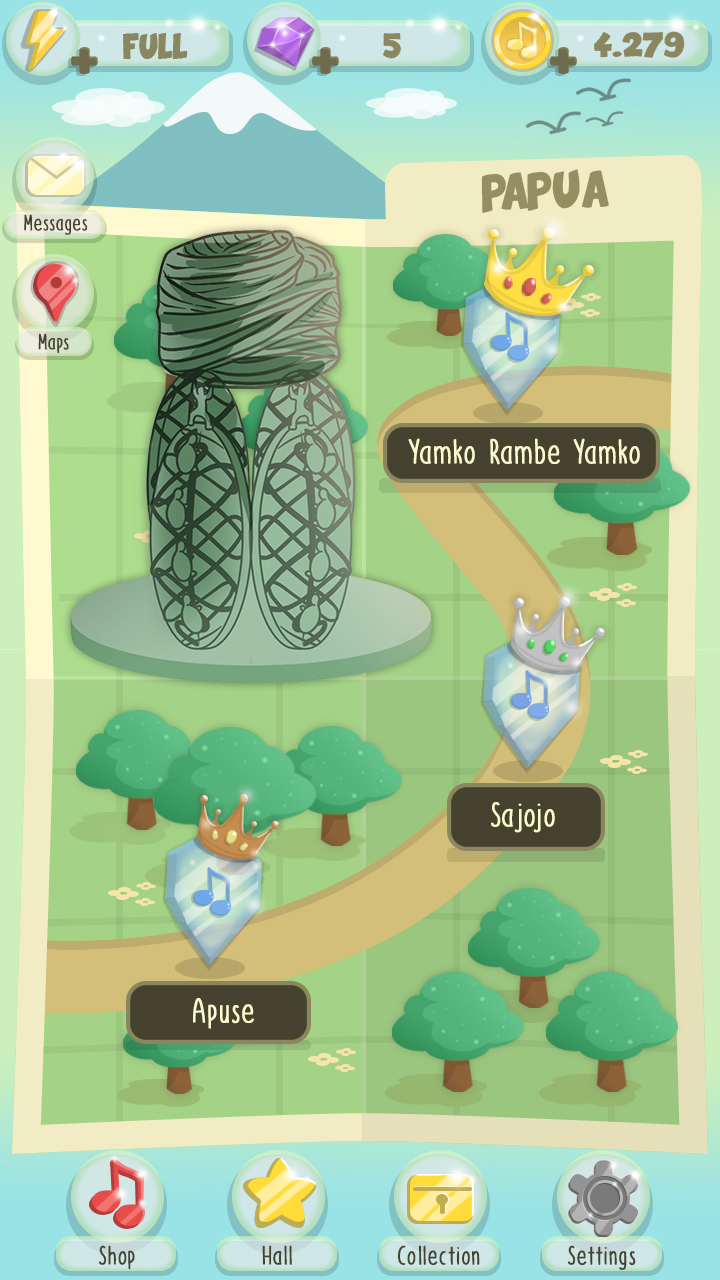 FULL
5
4.279
Messages
PAPUA
Maps
Yamko Rambe Yamko
Sajojo
Apuse
Shop
Hall
Collection
Settings